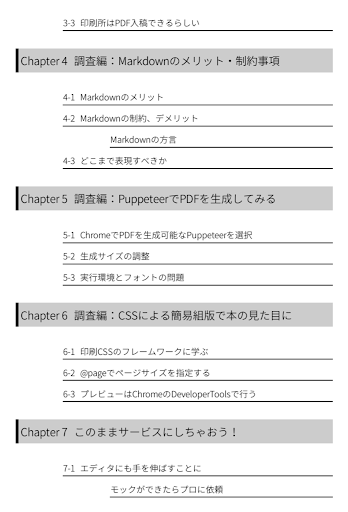 3-3 印刷所はPDF入稿できるらしい
Chapter 4 調査編：Markdownのメリット・制約事項
4-1 Markdownのメリット
4-2 Markdownの制約、デメリット
Markdownの方言
4-3 どこまで表現すべきか
Chapter 5 調査編：PuppeteerでPDFを生成してみる
5-1 ChromeでPDFを生成可能なPuppeteerを選択
5-2 生成サイズの調整
5-3 実行環境とフォントの問題
Chapter 6 調査編：CSSによる簡易組版で本の見た目に
6-1 印刷CSSのフレームワークに学ぶ
6-2 @pageでページサイズを指定する
6-3 プレビューはChromeのDeveloperToolsで行う
Chapter 7 このままサービスにしちゃおう！
7-1 エディタにも手を伸ばすことに
モックができたらプロに依頼